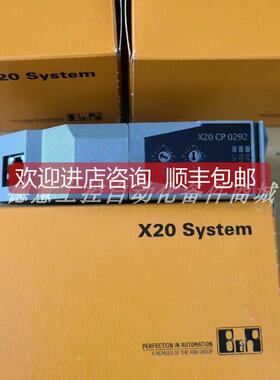 X20 System
X20 CP 0292
欢迎进店咨询 顺丰包邮
X20 System
PERFECTION IN AUTOMATION
A MEMBER OF THE ABB GROUP
B&R